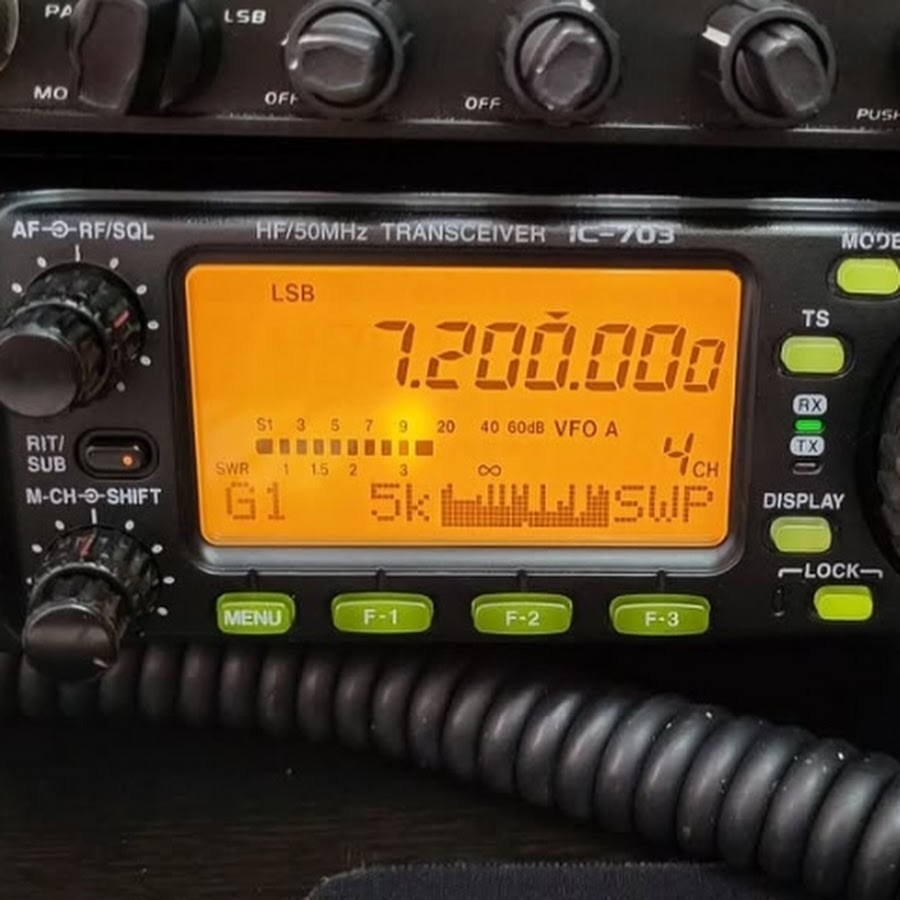 PA
LSB
MO
OFF
OFF
PUSH
AF RF/SQL
HF/50MHz TRANSCEIVER IC-703
MODE
LSB
7.200.000
TS
S1 3 5 7 9 20 40 60dB VFO A
RX
RIT/
SUB
4CH
TX
SWR 1 1.5 2 3 ∞
M-CH SHIFT
G1 5k SWP
DISPLAY
LOCK
MENU F-1 F-2 F-3